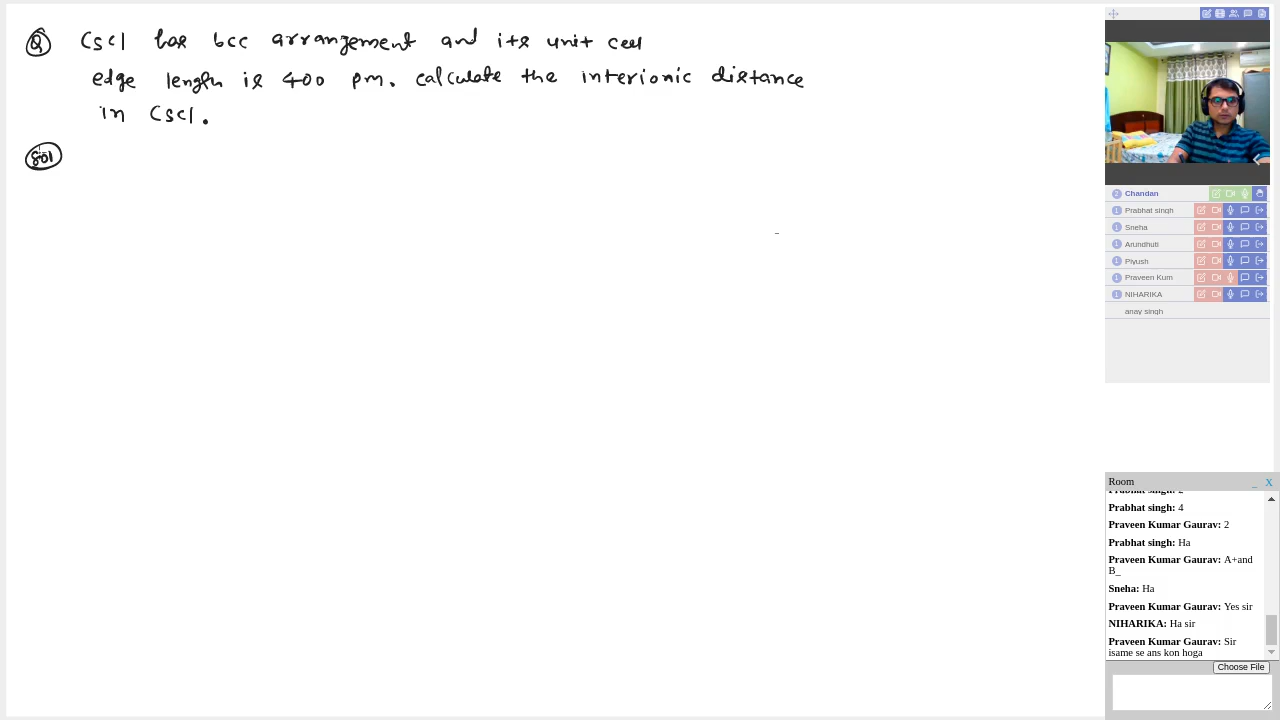 Q CsCl has bcc arrangement and its unit cell
edge length is 400 pm. calculate the interionic distance
in CsCl.
Sol
Chandan
Prabhat singh
Sneha
Arundhuti
Piyush
Praveen Kum
NIHARIKA
anay singh
Room _ X
Prabhat singh: 2
Prabhat singh: 4
Praveen Kumar Gaurav: 2
Prabhat singh: Ha
Praveen Kumar Gaurav: A+and
B_
Sneha: Ha
Praveen Kumar Gaurav: Yes sir
NIHARIKA: Ha sir
Praveen Kumar Gaurav: Sir
isame se ans kon hoga
Choose File